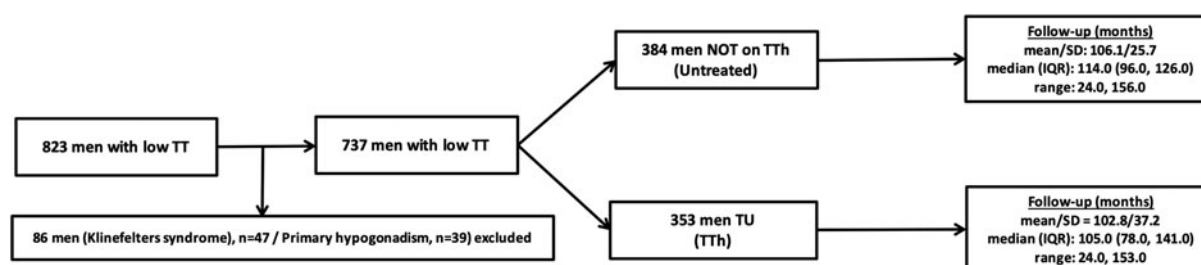 823 men with low TT
86 men (Klinefelters syndrome), n=47 / Primary hypogonadism, n=39) excluded
737 men with low TT
384 men NOT on TTh
(Untreated)
Follow-up (months)
mean/SD: 106.1/25.7
median (IQR): 114.0 (96.0, 126.0)
range: 24.0, 156.0
353 men TU
(TTh)
Follow-up (months)
mean/SD = 102.8/37.2
median (IQR): 105.0 (78.0, 141.0)
range: 24.0, 153.0